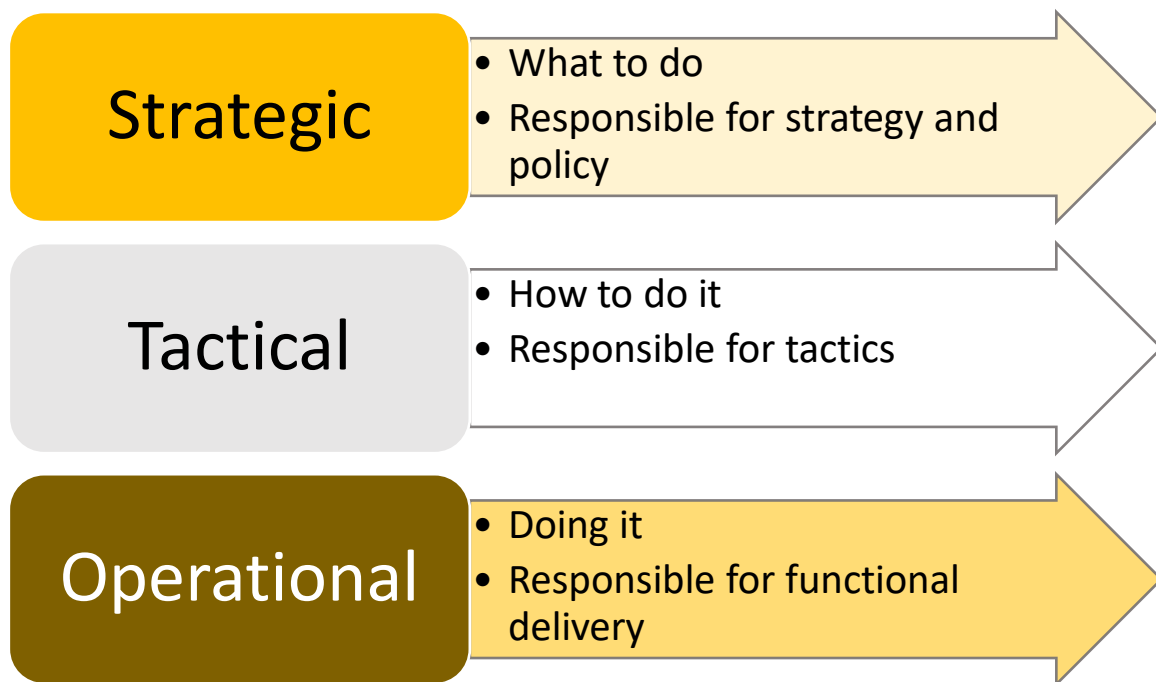 Strategic
• What to do
• Responsible for strategy and
policy
Tactical
• How to do it
• Responsible for tactics
Operational
• Doing it
• Responsible for functional
delivery